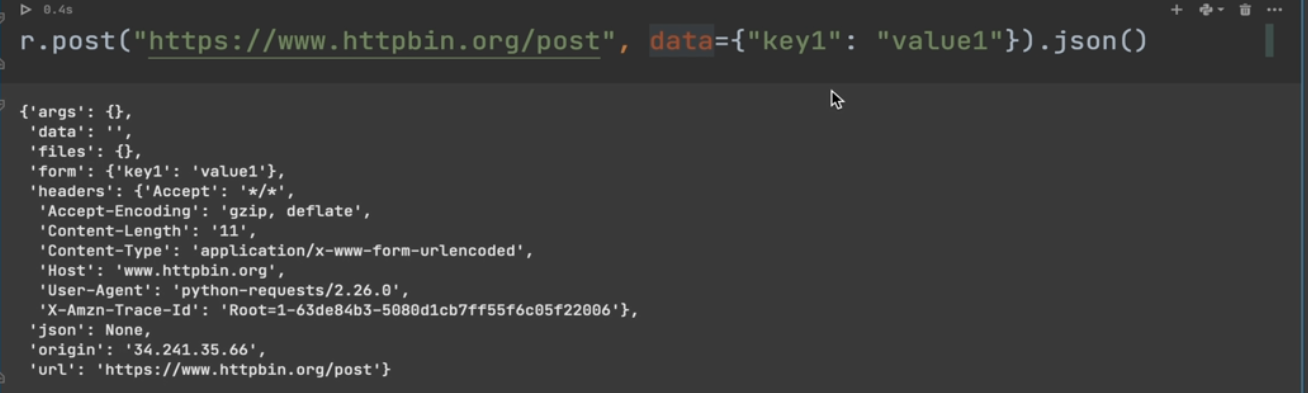 0.4s
r.post("https://www.httpbin.org/post", data={"key1": "value1"}).json()
{'args': {},
 'data': '',
 'files': {},
 'form': {'key1': 'value1'},
 'headers': {'Accept': '*/*',
  'Accept-Encoding': 'gzip, deflate',
  'Content-Length': '11',
  'Content-Type': 'application/x-www-form-urlencoded',
  'Host': 'www.httpbin.org',
  'User-Agent': 'python-requests/2.26.0',
  'X-Amzn-Trace-Id': 'Root=1-63de84b3-5080d1cb7ff55f6c05f22006'},
 'json': None,
 'origin': '34.241.35.66',
 'url': 'https://www.httpbin.org/post'}